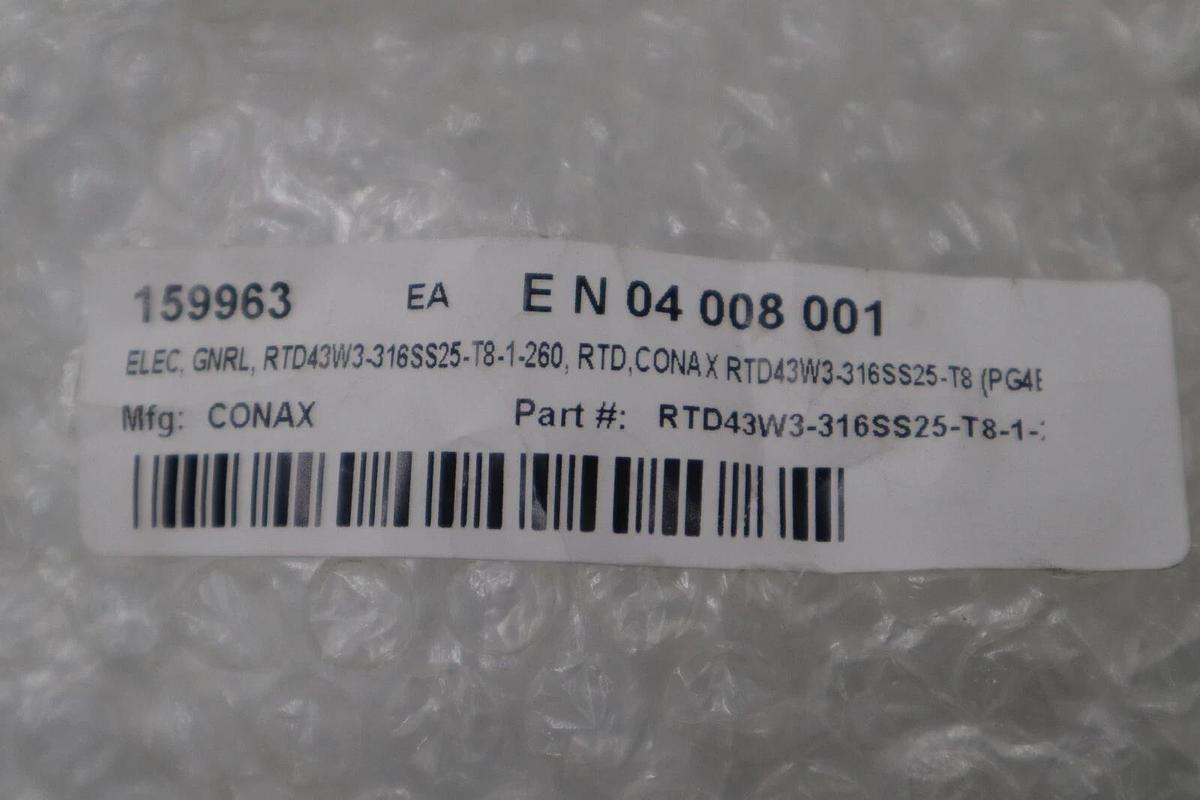 159963 EA E N 04 008 001
ELEC, GNRL, RTD43W3-316SS25-T8-1-260, RTD,CONAX RTD43W3-316SS25-T8 (PG4
Mfg: CONAX Part #: RTD43W3-316SS25-T8-1-